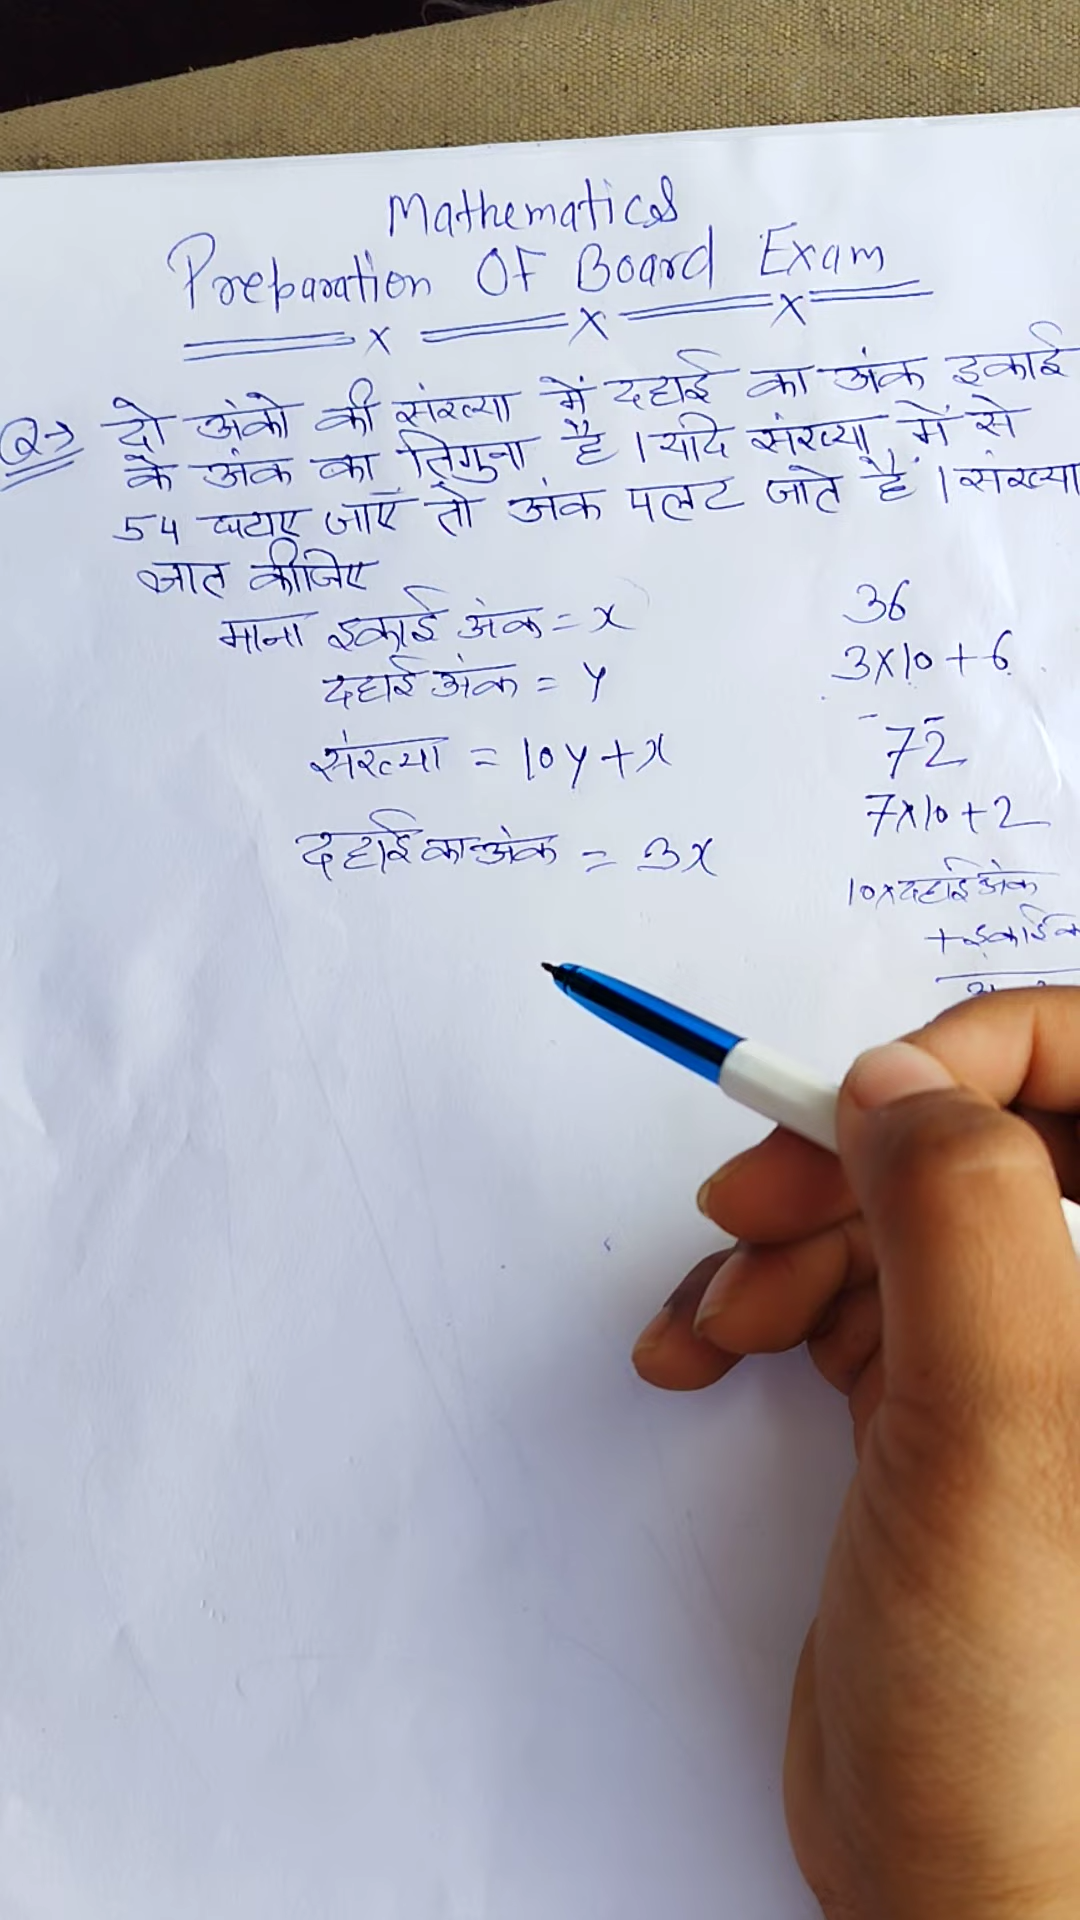 Mathematics
Preparation OF Board Exam
Q→ दो अंको की संख्या में दहाई का अंक इकाई
के अंक का तिगुना है । यदि संख्या में से
54 घटाए जाएँ तो अंक पलट जाते हैं । संख्या
ज्ञात कीजिए
माना इकाई अंक = x
दहाई अंक = y
संख्या = 10y + x
दहाई का अंक = 3x
36
3×10 + 6
72
7×10 + 2
10×दहाई अंक
+ इकाई